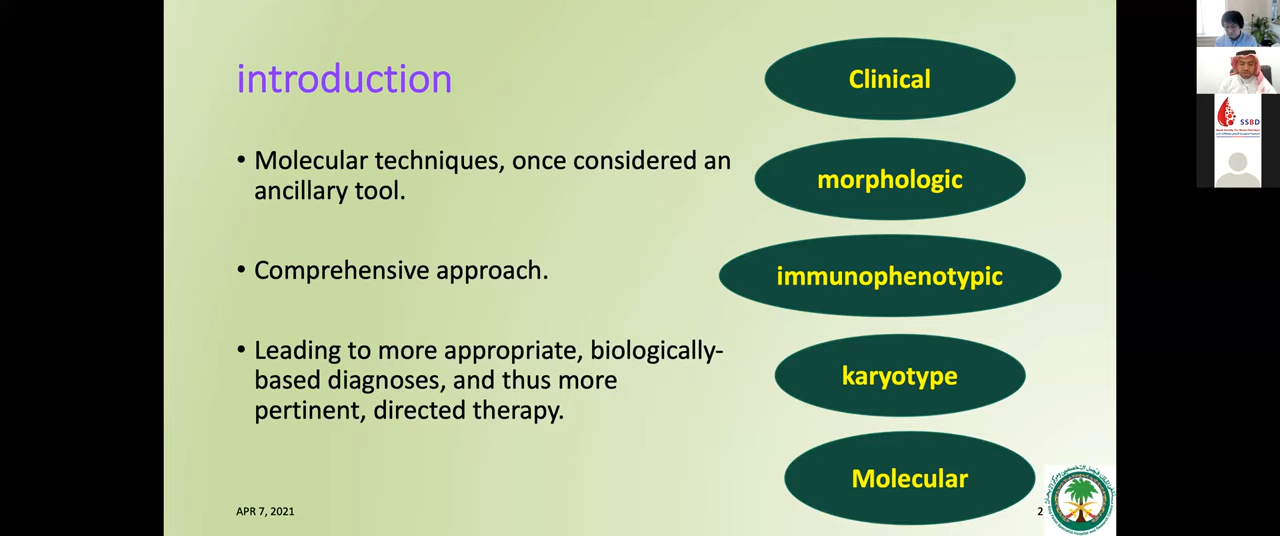 introduction
• Molecular techniques, once considered an
ancillary tool.
• Comprehensive approach.
• Leading to more appropriate, biologically-
based diagnoses, and thus more
pertinent, directed therapy.
Clinical
morphologic
immunophenotypic
karyotype
Molecular
APR 7, 2021
2
SSBD